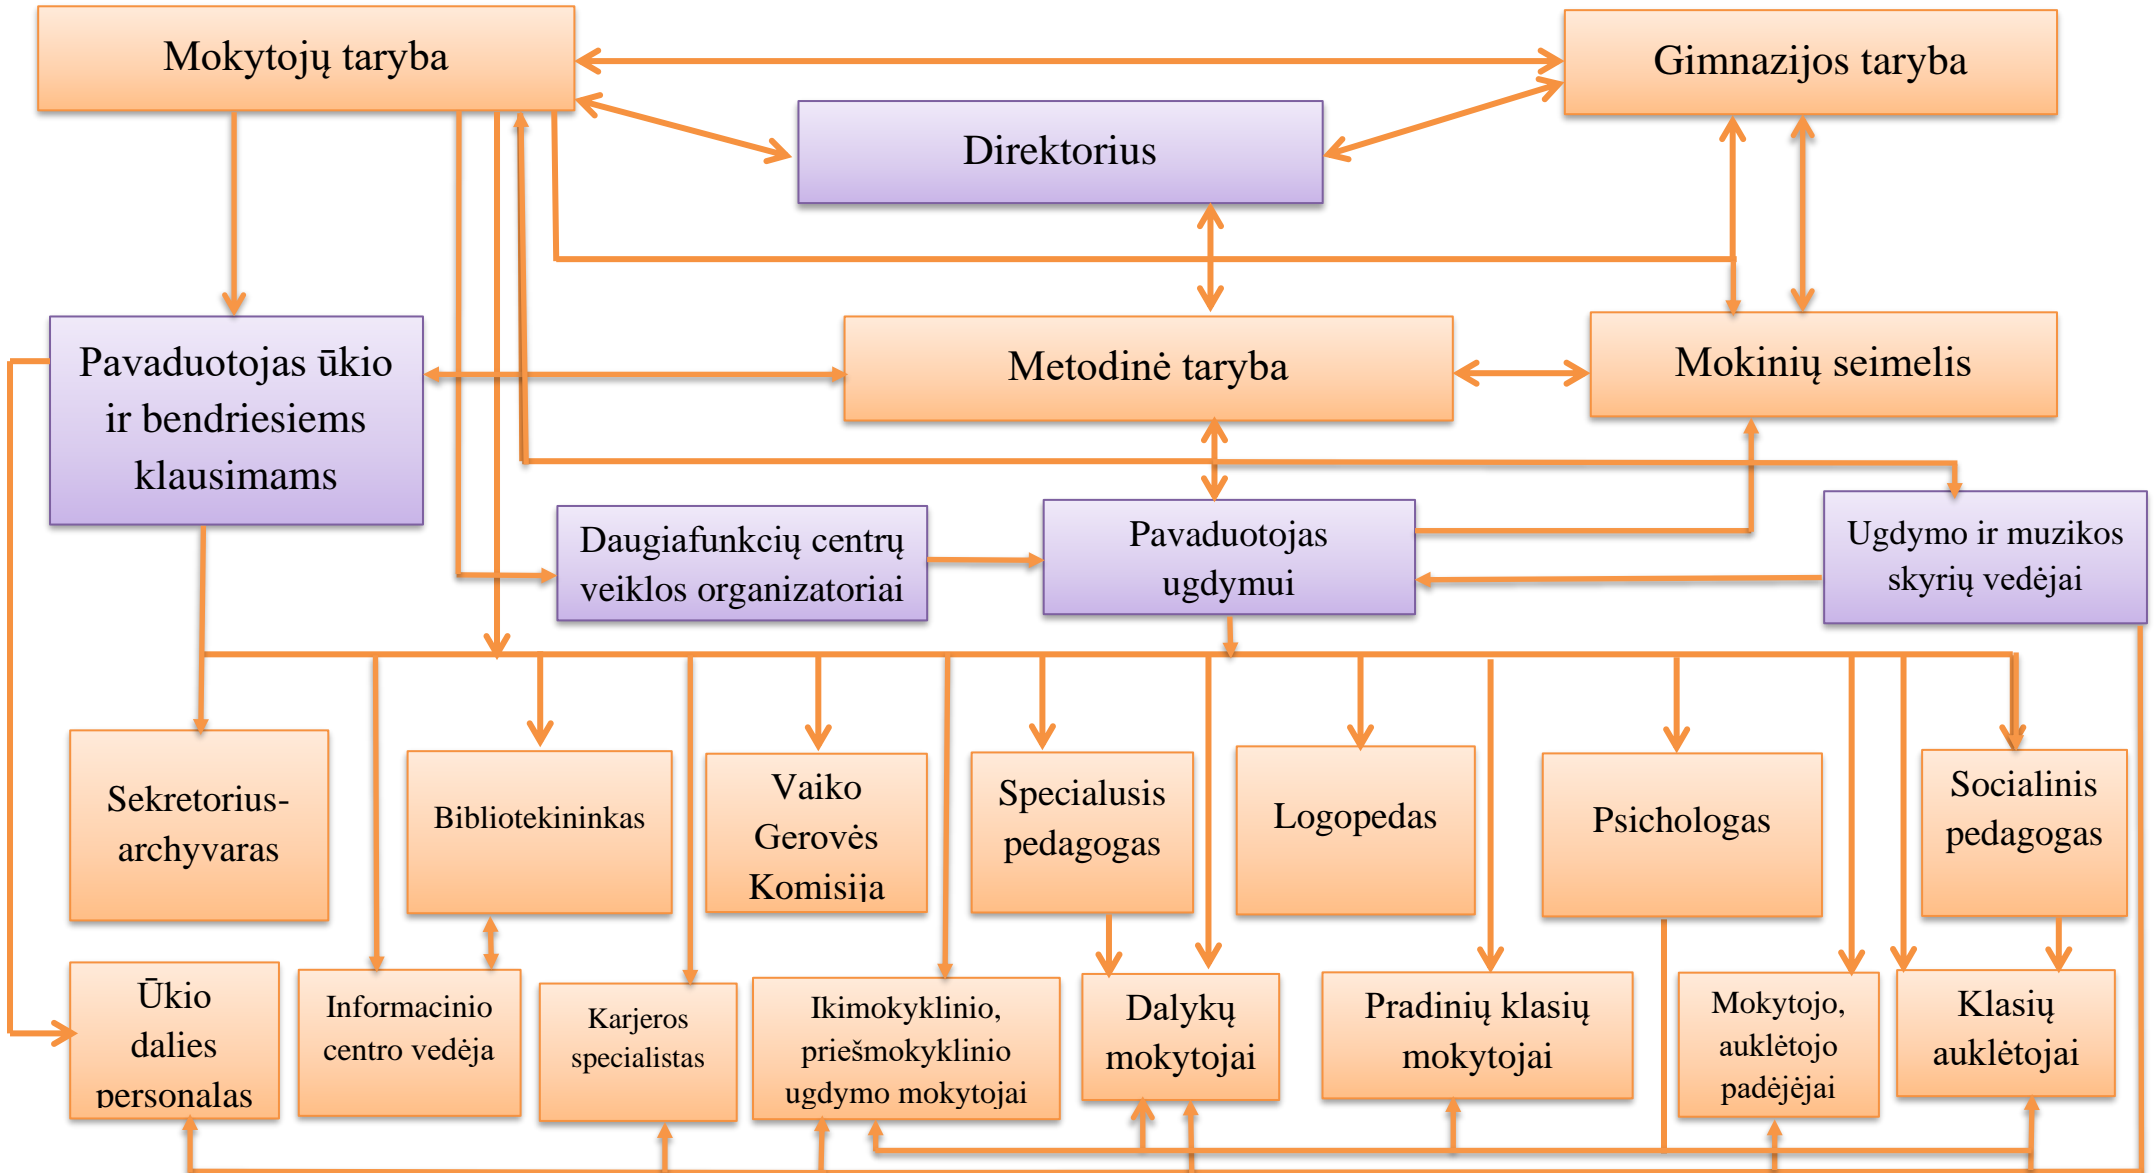 Mokytojų taryba
Gimnazijos taryba
Direktorius
Pavaduotojas ūkio
ir bendriesiems
klausimams
Metodinė taryba
Mokinių seimelis
Daugiafunkcių centrų
veiklos organizatoriai
Pavaduotojas
ugdymui
Ugdymo ir muzikos
skyrių vedėjai
Sekretorius-
archyvaras
Bibliotekininkas
Vaiko
Gerovės
Komisija
Specialusis
pedagogas
Logopedas
Psichologas
Socialinis
pedagogas
Ūkio
dalies
personalas
Informacinio
centro vedėja
Karjeros
specialistas
Ikimokyklinio,
priešmokyklinio
ugdymo mokytojai
Dalykų
mokytojai
Pradinių klasių
mokytojai
Mokytojo,
auklėtojo
padėjėjai
Klasių
auklėtojai